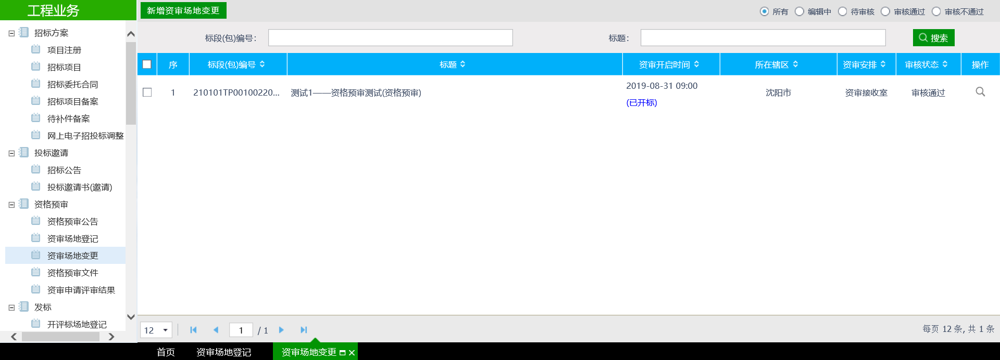 工程业务
新增资审场地变更
所有 编辑中 待审核 审核通过 审核不通过
招标方案
项目注册
招标项目
招标委托合同
招标项目备案
待补件备案
网上电子招投标调整
投标邀请
招标公告
投标邀请书(邀请)
资格预审
资格预审公告
资审场地登记
资审场地变更
资格预审文件
资审申请评审结果
发标
开评标场地登记
标段(包)编号: 标题: 搜索
序 标段(包)编号 标题 资审开启时间 所在辖区 资审安排 审核状态 操作
1 210101TP00100220... 测试1——资格预审测试(资格预审) 2019-08-31 09:00 沈阳市 资审接收室 审核通过
(已开标)
12 1 / 1 每页 12 条, 共 1 条
首页 资审场地登记 资审场地变更